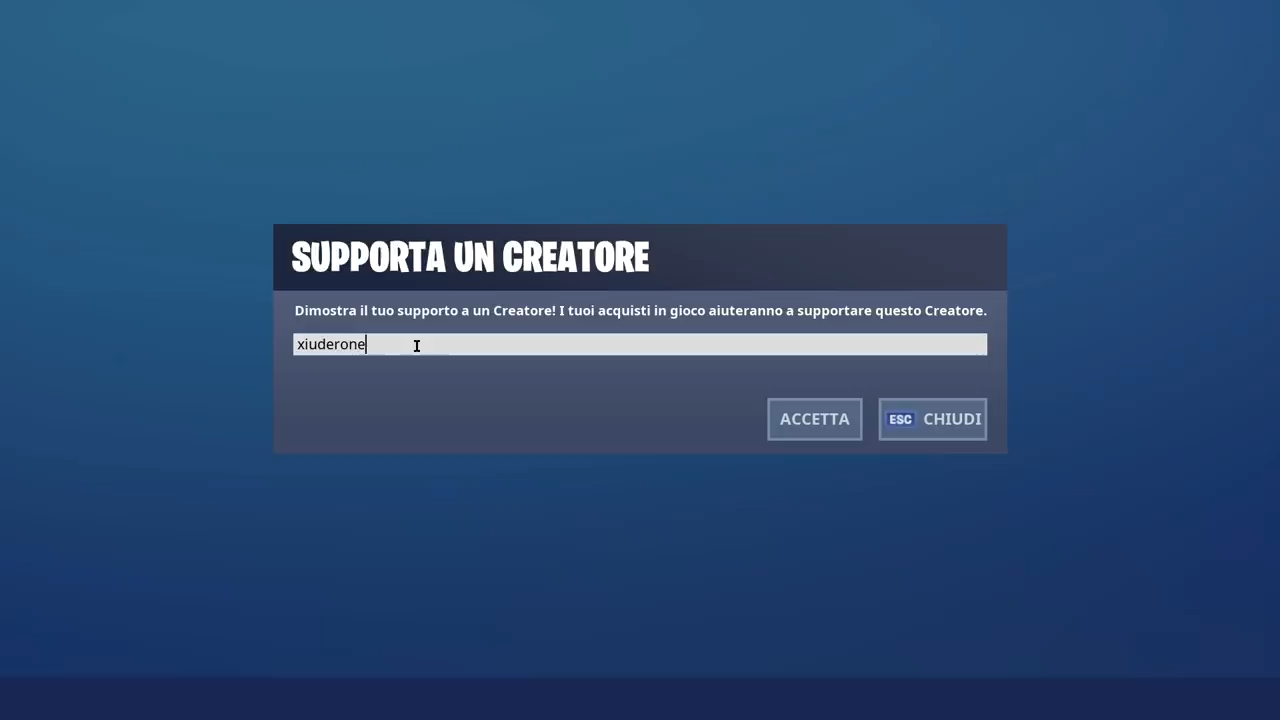 SUPPORTA UN CREATORE
Dimostra il tuo supporto a un Creatore! I tuoi acquisti in gioco aiuteranno a supportare questo Creatore.
xiuderone
ACCETTA
ESC CHIUDI